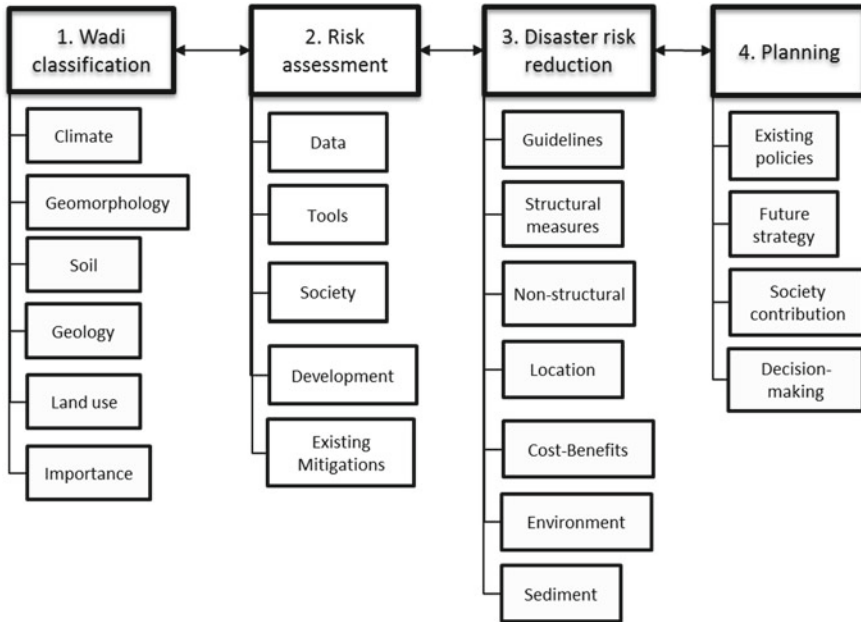 1. Wadi
classification
Climate
Geomorphology
Soil
Geology
Land use
Importance
2. Risk
assessment
Data
Tools
Society
Development
Existing
Mitigations
3. Disaster risk
reduction
Guidelines
Structural
measures
Non-structural
Location
Cost-Benefits
Environment
Sediment
4. Planning
Existing
policies
Future
strategy
Society
contribution
Decision-
making